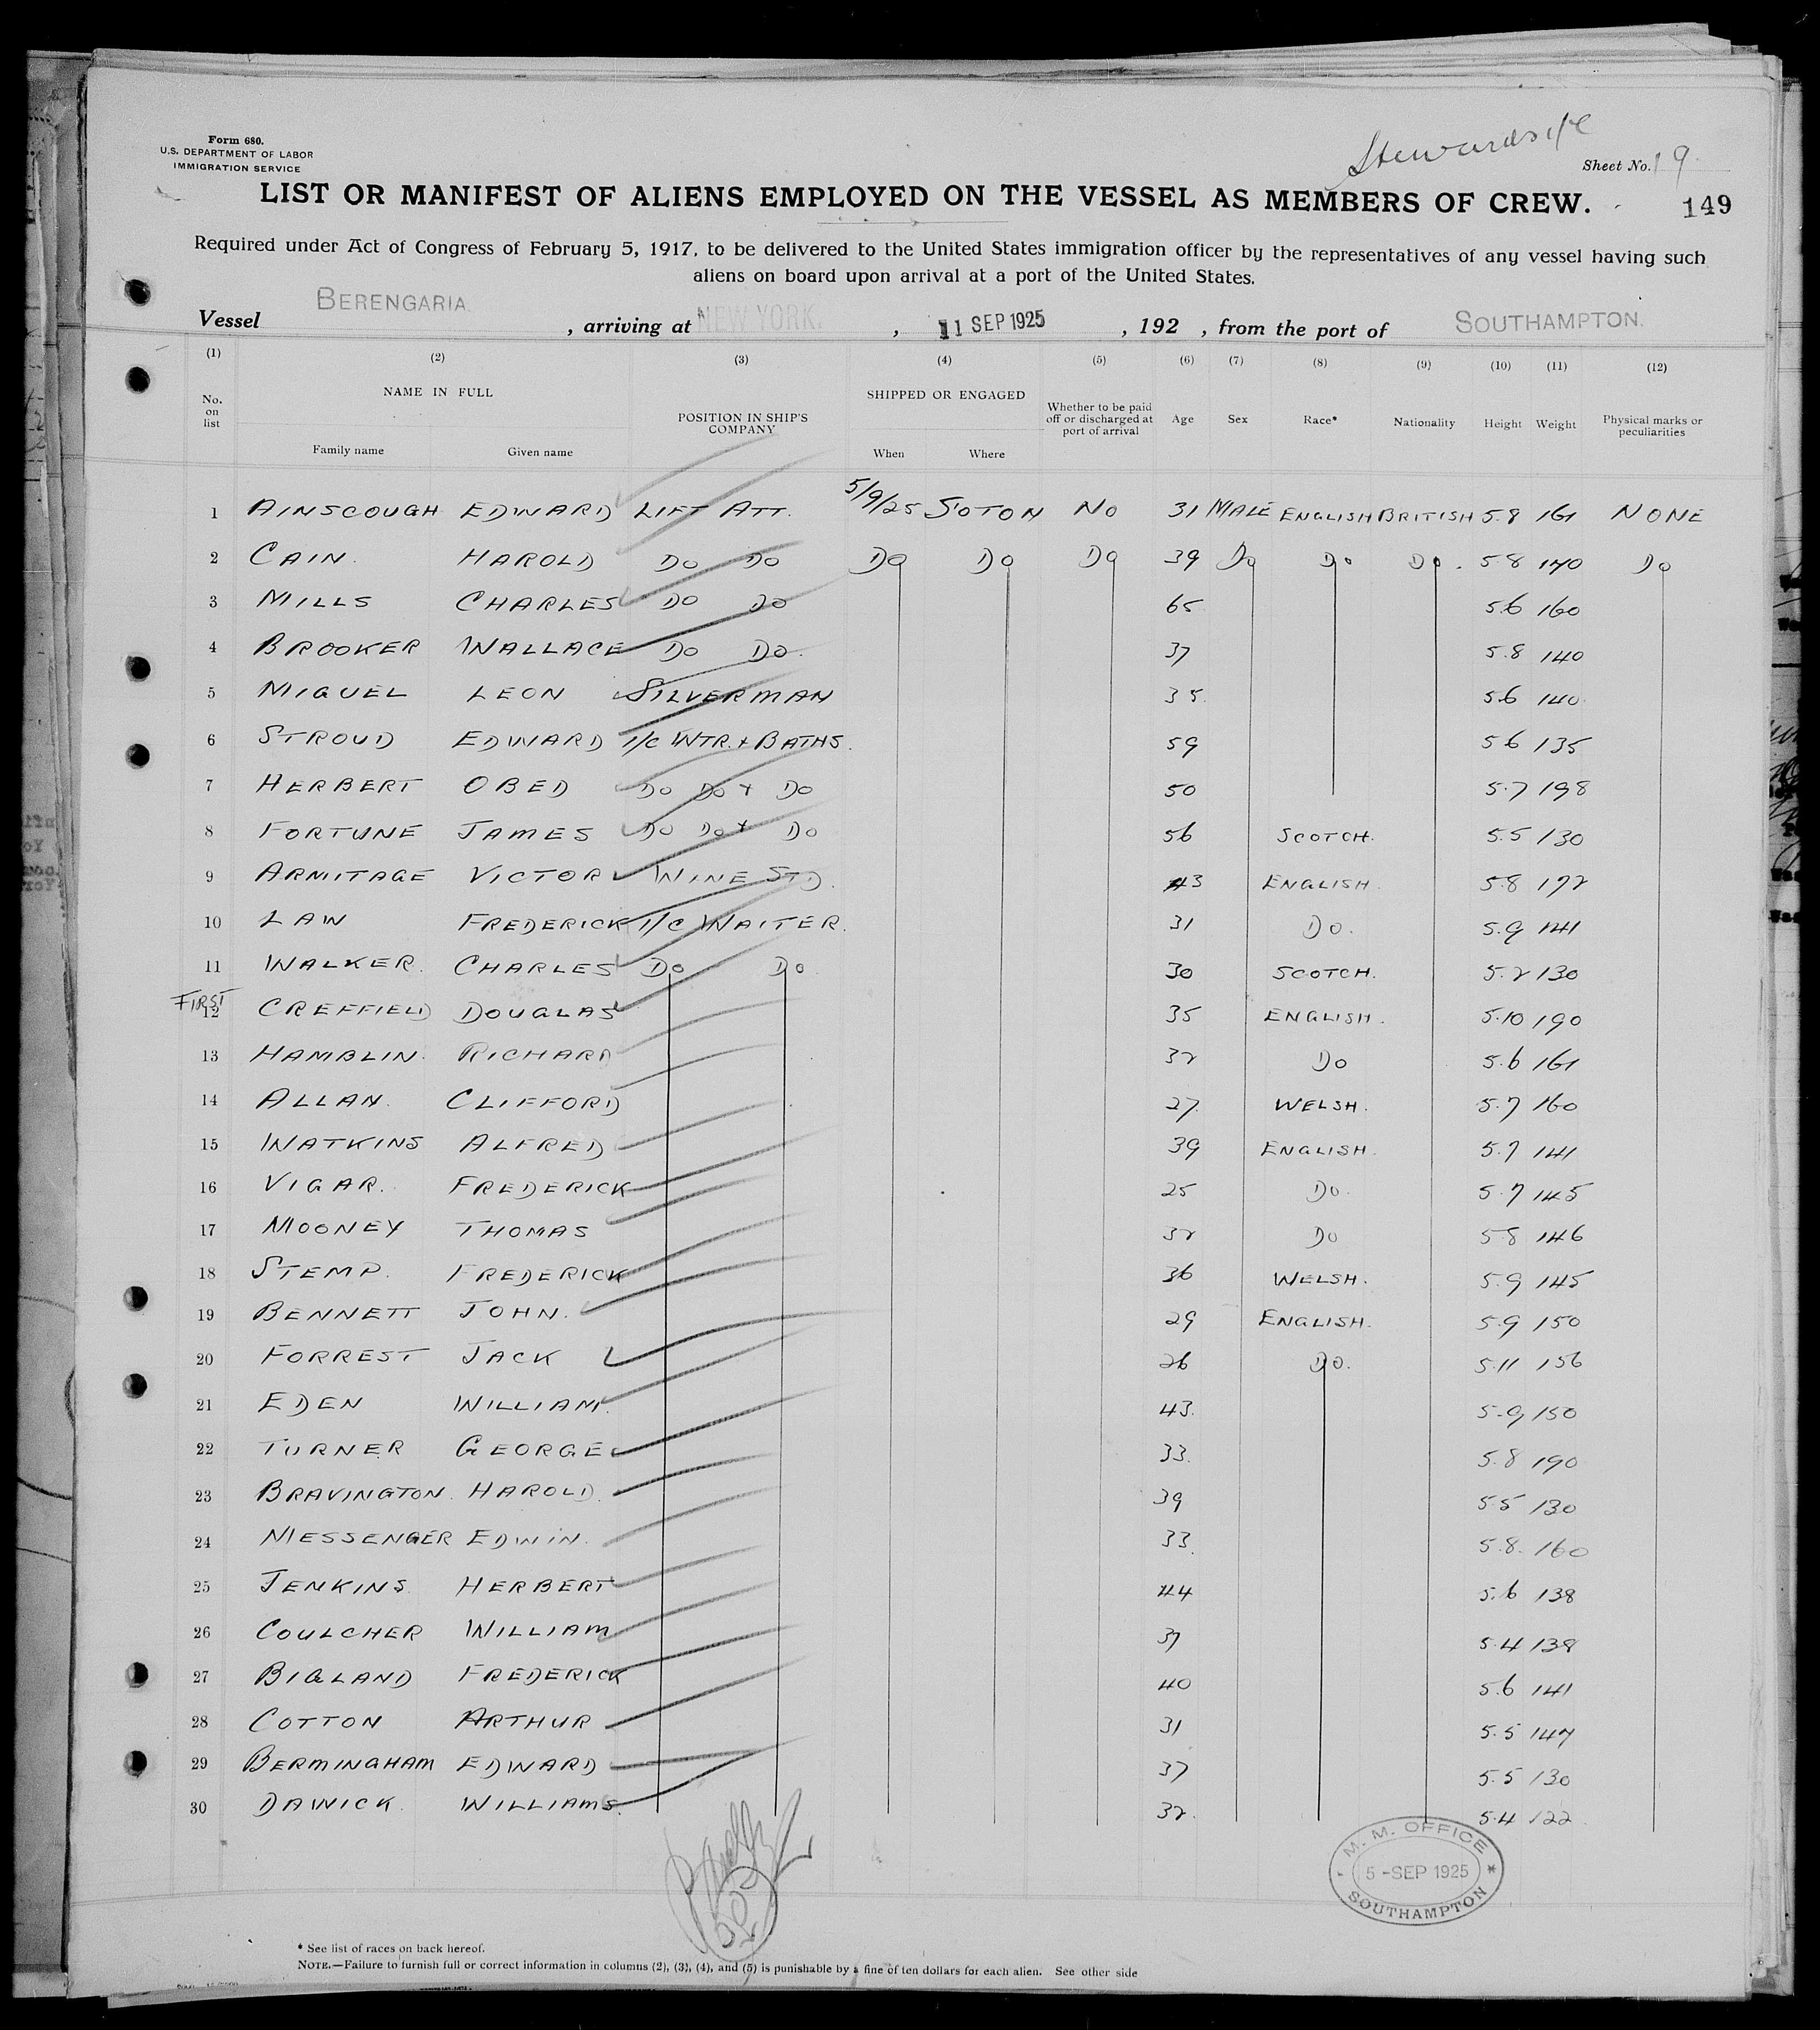 Form 680.
U.S. DEPARTMENT OF LABOR
IMMIGRATION SERVICE
Stewards
Sheet No. 19
LIST OR MANIFEST OF ALIENS EMPLOYED ON THE VESSEL AS MEMBERS OF CREW.
149
Required under Act of Congress of February 5, 1917, to be delivered to the United States immigration officer by the representatives of any vessel having such
aliens on board upon arrival at a port of the United States.
Vessel BERENGARIA , arriving at NEW YORK. , 11 SEP 1925 , 192 , from the port of SOUTHAMPTON.
(1) (2) (3) (4) (5) (6) (7) (8) (9) (10) (11) (12)
No. on list NAME IN FULL POSITION IN SHIP'S COMPANY SHIPPED OR ENGAGED Whether to be paid off or discharged at port of arrival Age Sex Race* Nationality Height Weight Physical marks or peculiarities
Family name Given name When Where
1 AINSCOUGH EDWARD LIFT ATT. 5/9/25 S'OTON NO 31 MALE ENGLISH BRITISH 5.8 161 NONE
2 CAIN. HAROLD DO DO DO DO DO 39 DO DO DO. 5.8 140 DO
3 MILLS CHARLES DO DO 65 5.6 160
4 BROOKER WALLACE DO DO. 37 5.8 140
5 MIGUEL LEON SILVERMAN 35. 5.6 140.
6 STROUD EDWARD 1/C WTR. + BATHS. 59 5.6 135
7 HERBERT OBED DO DO + DO 50 5.7 198
8 FORTUNE JAMES DO DO + DO 56 SCOTCH. 5.5 130
9 ARMITAGE VICTOR WINE STD. 43 ENGLISH. 5.8 172
10 LAW FREDERICK 1/C WAITER. 31 DO. 5.9 141
11 WALKER. CHARLES DO DO 30 SCOTCH. 5.2 130
FIRST
12 CREFFIELD DOUGLAS 35 ENGLISH. 5.10 190
13 HAMBLIN. RICHARD 32 DO 5.6 161
14 ALLAN. CLIFFORD 27. WELSH. 5.7 160
15 WATKINS ALFRED 39 ENGLISH. 5.7 141
16 VIGAR. FREDERICK 25 DO. 5.7 145
17 MOONEY THOMAS 32 DO 5.8 146
18 STEMP. FREDERICK 36 WELSH. 5.9 145
19 BENNETT JOHN. 29 ENGLISH. 5.9 150
20 FORREST JACK 26 DO. 5.11 156
21 EDEN WILLIAM. 43. 5.9 150
22 TURNER GEORGE 33. 5.8 190
23 BRAVINGTON. HAROLD. 39 5.5 130
24 MESSENGER EDWIN. 33. 5.8. 160
25 JENKINS HERBERT 44 5.6 138
26 COULCHER WILLIAM 37 5.4 138
27 BIGLAND FREDERICK 40 5.6 141
28 COTTON ARTHUR 31 5.5 147
29 BERMINGHAM EDWARD 37 5.5 130
30 DAWICK. WILLIAMS. 32. 5.4 122
M. M. OFFICE
5 - SEP 1925
SOUTHAMPTON
* See list of races on back hereof.
NOTE.—Failure to furnish full or correct information in columns (2), (3), (4), and (5) is punishable by a fine of ten dollars for each alien. See other side